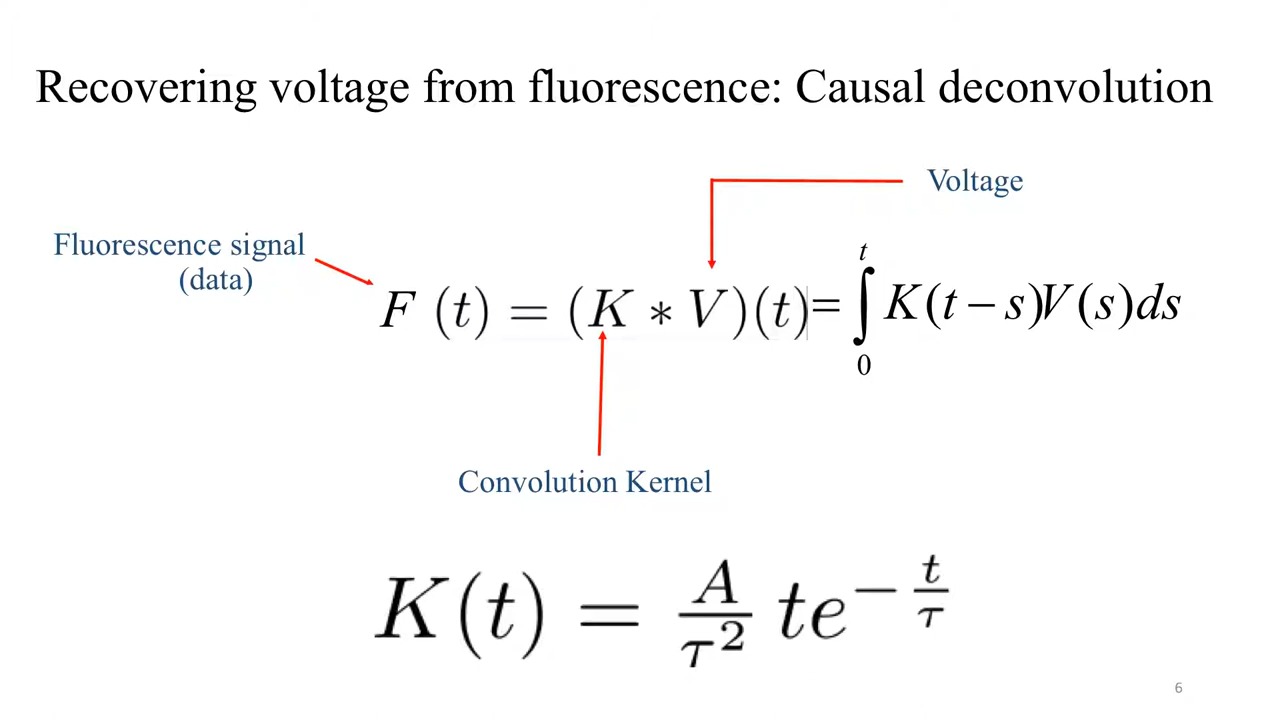 Recovering voltage from fluorescence: Causal deconvolution
Voltage
Fluorescence signal
(data)
F (t) = (K ∗ V)(t) = ∫₀ᵗ K(t − s)V(s)ds
Convolution Kernel
K(t) = A/τ² te^(−t/τ)
6